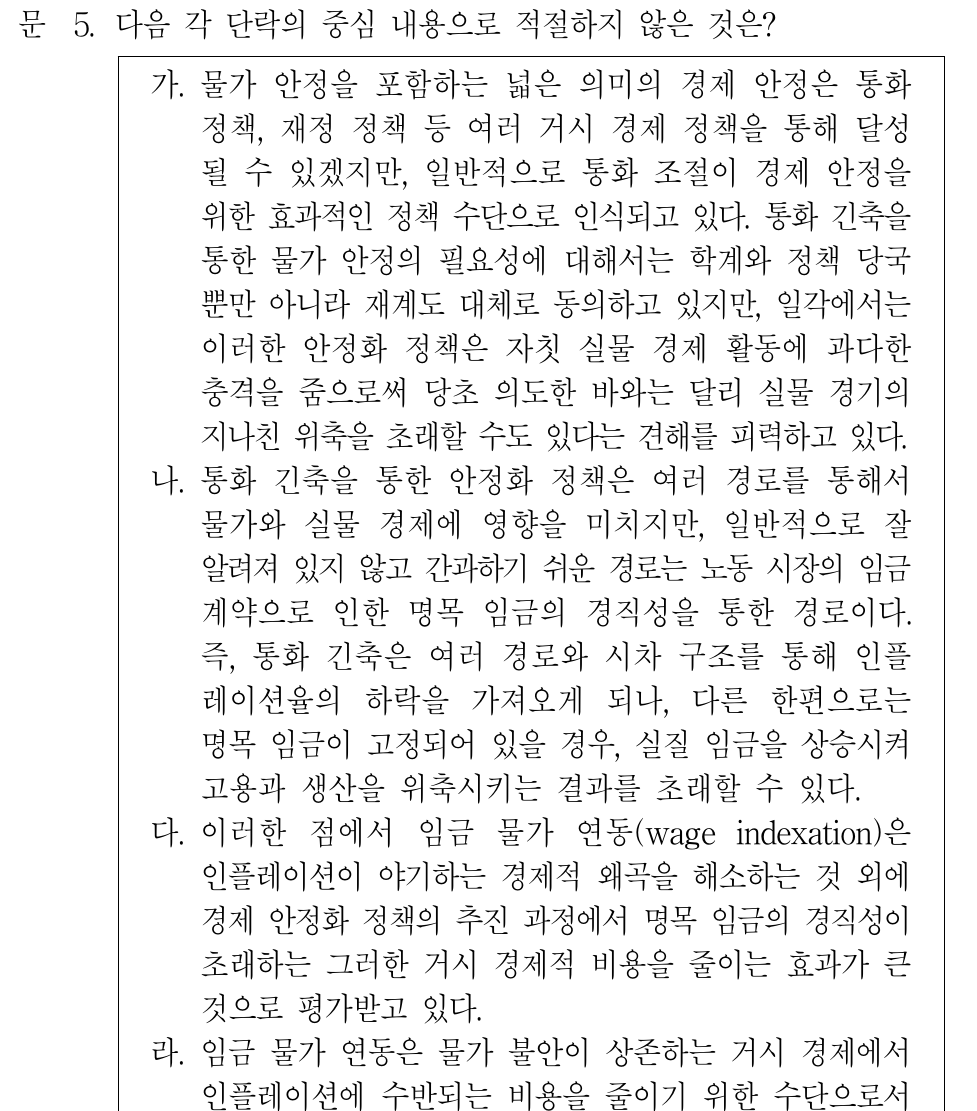 문 5. 다음 각 단락의 중심 내용으로 적절하지 않은 것은?
가. 물가 안정을 포함하는 넓은 의미의 경제 안정은 통화
정책, 재정 정책 등 여러 거시 경제 정책을 통해 달성
될 수 있겠지만, 일반적으로 통화 조절이 경제 안정을
위한 효과적인 정책 수단으로 인식되고 있다. 통화 긴축을
통한 물가 안정의 필요성에 대해서는 학계와 정책 당국
뿐만 아니라 재계도 대체로 동의하고 있지만, 일각에서는
이러한 안정화 정책은 자칫 실물 경제 활동에 과다한
충격을 줌으로써 당초 의도한 바와는 달리 실물 경기의
지나친 위축을 초래할 수도 있다는 견해를 피력하고 있다.
나. 통화 긴축을 통한 안정화 정책은 여러 경로를 통해서
물가와 실물 경제에 영향을 미치지만, 일반적으로 잘
알려져 있지 않고 간과하기 쉬운 경로는 노동 시장의 임금
계약으로 인한 명목 임금의 경직성을 통한 경로이다.
즉, 통화 긴축은 여러 경로와 시차 구조를 통해 인플
레이션율의 하락을 가져오게 되나, 다른 한편으로는
명목 임금이 고정되어 있을 경우, 실질 임금을 상승시켜
고용과 생산을 위축시키는 결과를 초래할 수 있다.
다. 이러한 점에서 임금 물가 연동(wage indexation)은
인플레이션이 야기하는 경제적 왜곡을 해소하는 것 외에
경제 안정화 정책의 추진 과정에서 명목 임금의 경직성이
초래하는 그러한 거시 경제적 비용을 줄이는 효과가 큰
것으로 평가받고 있다.
라. 임금 물가 연동은 물가 불안이 상존하는 거시 경제에서
인플레이션에 수반되는 비용을 줄이기 위한 수단으로서